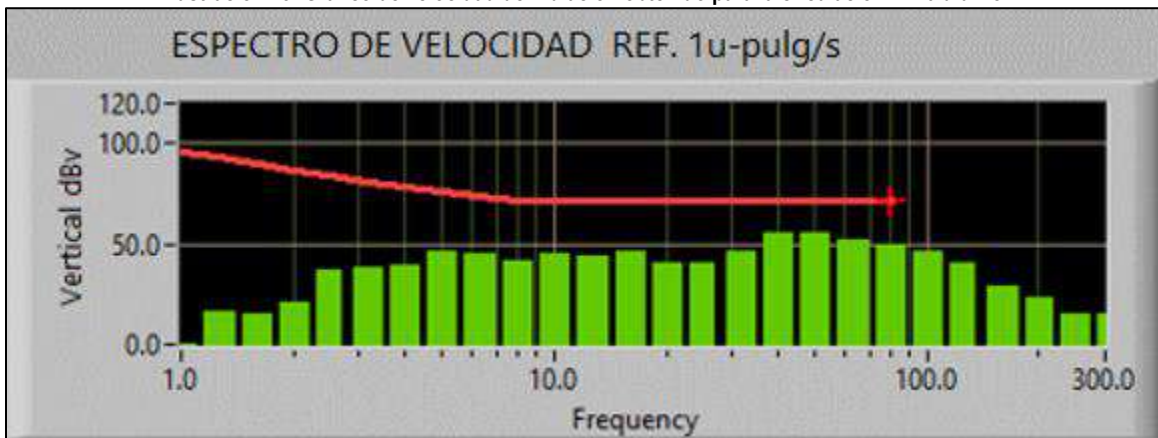 ESPECTRO DE VELOCIDAD REF. 1u-pulg/s
120.0
100.0
50.0
0.0
Vertical dBv
1.0 10.0 100.0 300.0
Frequency